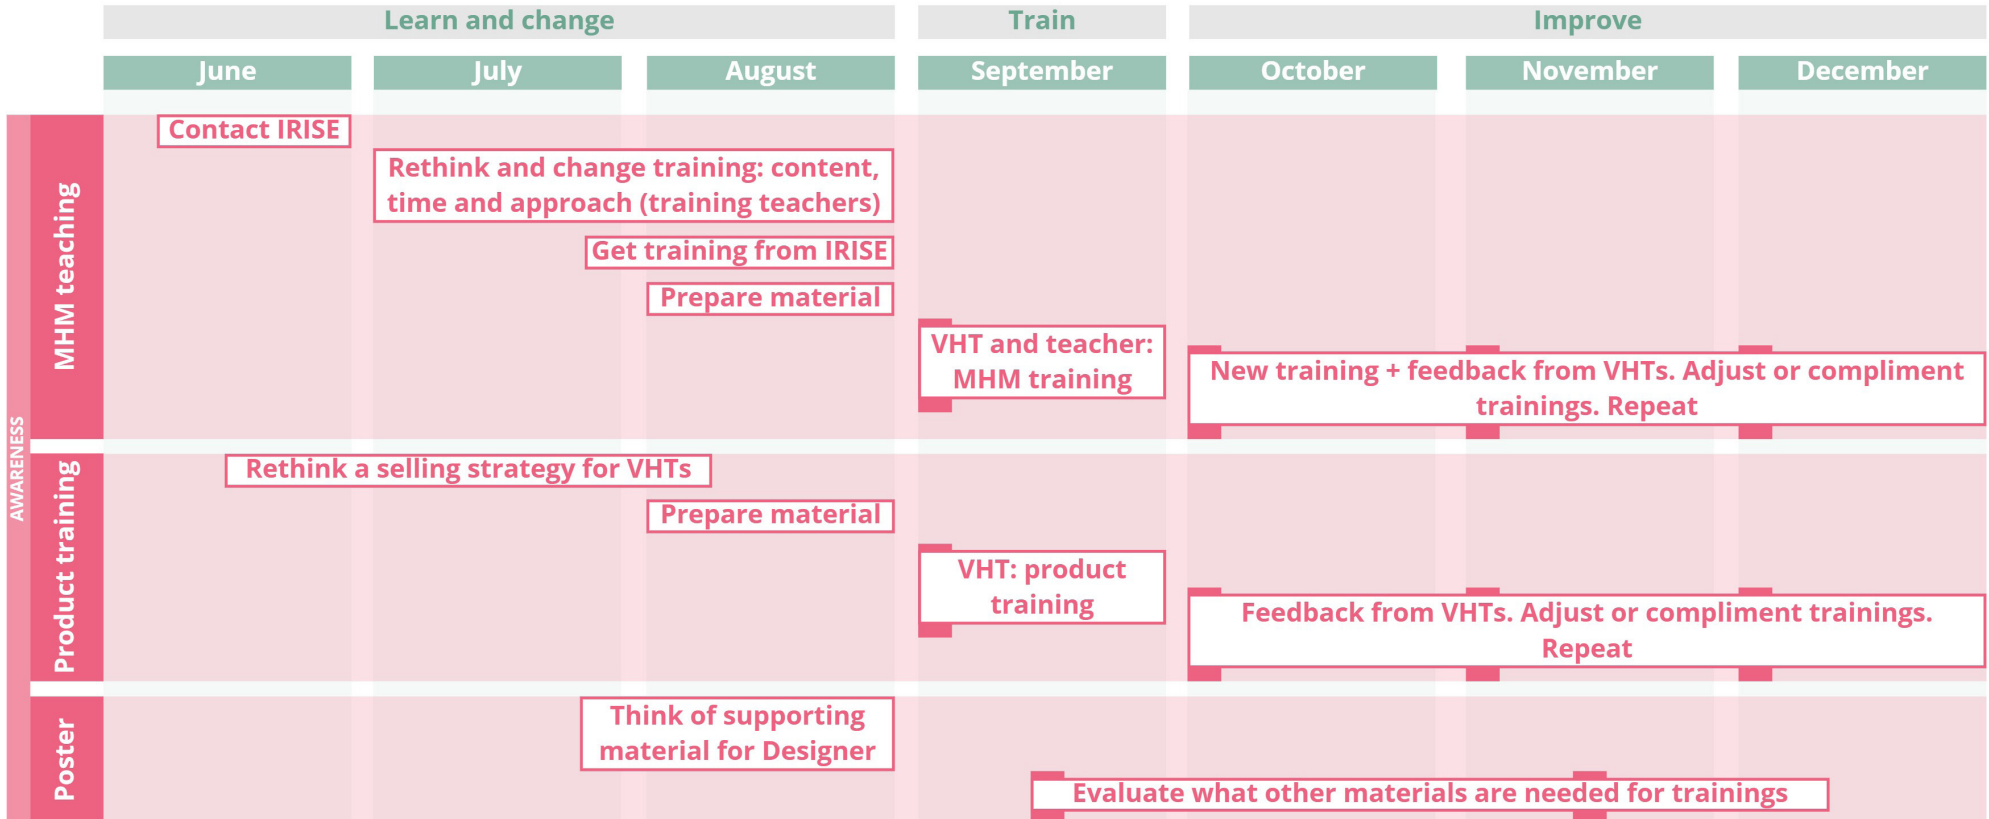 Learn and change
Train
Improve
June
July
August
September
October
November
December
AWARENESS
MHM teaching
Contact IRISE
Rethink and change training: content,
time and approach (training teachers)
Get training from IRISE
Prepare material
VHT and teacher:
MHM training
New training + feedback from VHTs. Adjust or compliment
trainings. Repeat
Product training
Rethink a selling strategy for VHTs
Prepare material
VHT: product
training
Feedback from VHTs. Adjust or compliment trainings.
Repeat
Poster
Think of supporting
material for Designer
Evaluate what other materials are needed for trainings